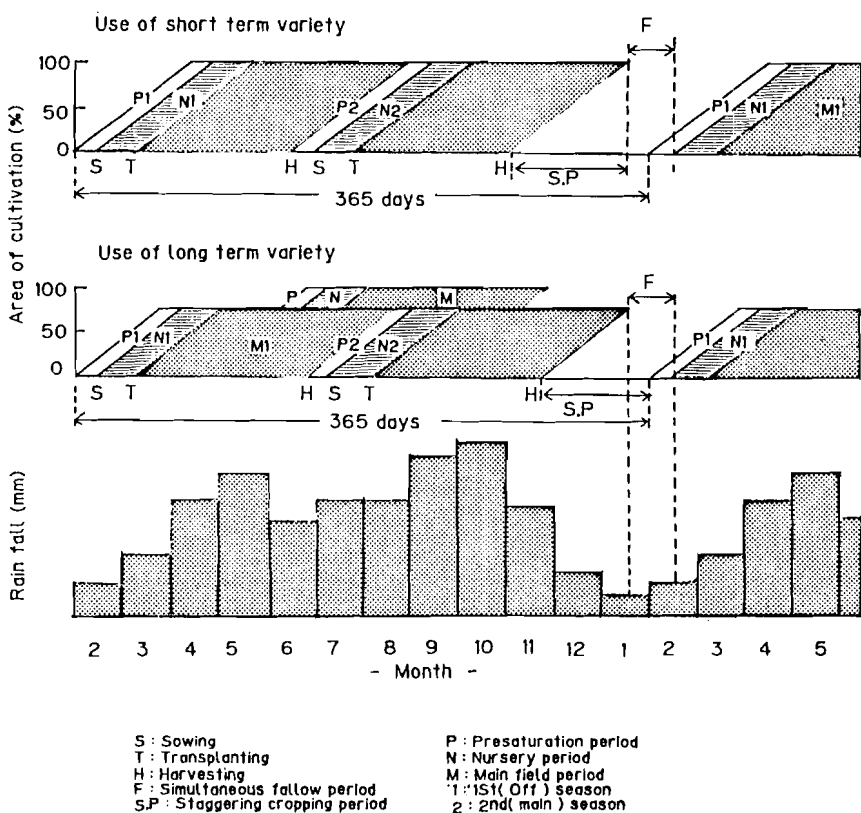 Use of short term variety
F
100
50
0
Area of cultivation (%)
P1
N1
P2
N2
P1
N1
M1
S T H S T H
S.P
365 days
Use of long term variety
F
100
50
0
P N M
P1 N1 M1 P2 N2 P1 N1
S T H S T H
S.P
365 days
Rain fall (mm)
2 3 4 5 6 7 8 9 10 11 12 1 2 3 4 5
- Month -
S : Sowing
T : Transplanting
H : Harvesting
F : Simultaneous fallow period
S.P : Staggering cropping period
P : Presaturation period
N : Nursery period
M : Main field period
1 : 1St( Off ) season
2 : 2nd( main ) season